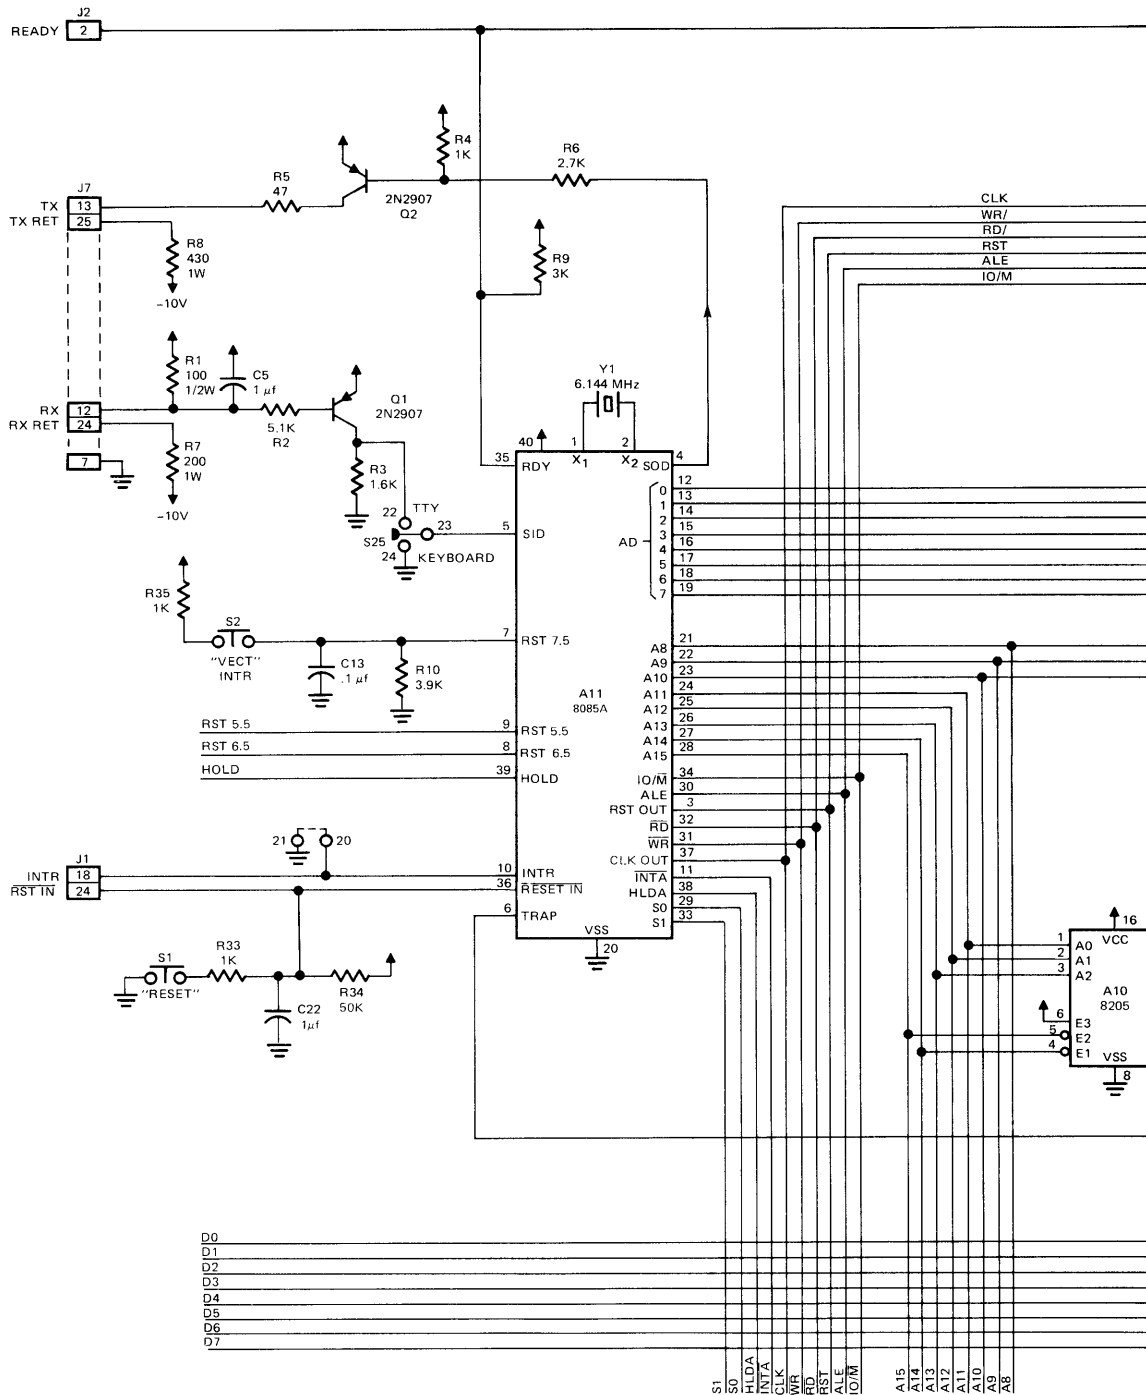 J2
READY 2
R4
1K
R6
2.7K
R5
47
2N2907
Q2
J7
TX 13
TX RET 25
R8
430
1W
-10V
R9
3K
CLK
WR/
RD/
RST
ALE
IO/M
R1
100
1/2W
C5
1 µf
Q1
2N2907
Y1
6.144 MHz
RX 12
RX RET 24
5.1K
R2
7
R7
200
1W
-10V
R3
1.6K
40
1
X1
2
X2
4
SOD
35
RDY
22
TTY
23
S25
24
KEYBOARD
5
SID
AD
0 12
1 13
2 14
3 15
4 16
5 17
6 18
7 19
R35
1K
S2
"VECT"
INTR
C13
.1 µf
R10
3.9K
7
RST 7.5
A11
8085A
A8 21
A9 22
A10 23
A11 24
A12 25
A13 26
A14 27
A15 28
RST 5.5 9 RST 5.5
RST 6.5 8 RST 6.5
HOLD 39 HOLD
IO/M̅ 34
ALE 30
RST OUT 3
R̅D̅ 32
W̅R̅ 31
CLK OUT 37
I̅N̅T̅A̅ 11
HLDA 38
S0 29
S1 33
21
20
J1
INTR 18
R̅S̅T̅ ̅I̅N̅ 24
10 INTR
36 R̅E̅S̅E̅T̅ ̅I̅N̅
6 TRAP
VSS
20
S1
"RESET"
R33
1K
R34
50K
C22
1µf
16
VCC
1 A0
2 A1
3 A2
A10
8205
6 E3
5 E2
4 E1
VSS
8
D0
D1
D2
D3
D4
D5
D6
D7
S1
S0
HLDA
I̅N̅T̅A̅
CLK
W̅R̅
R̅D̅
RST
ALE
IO/M̅
A15
A14
A13
A12
A11
A10
A9
A8